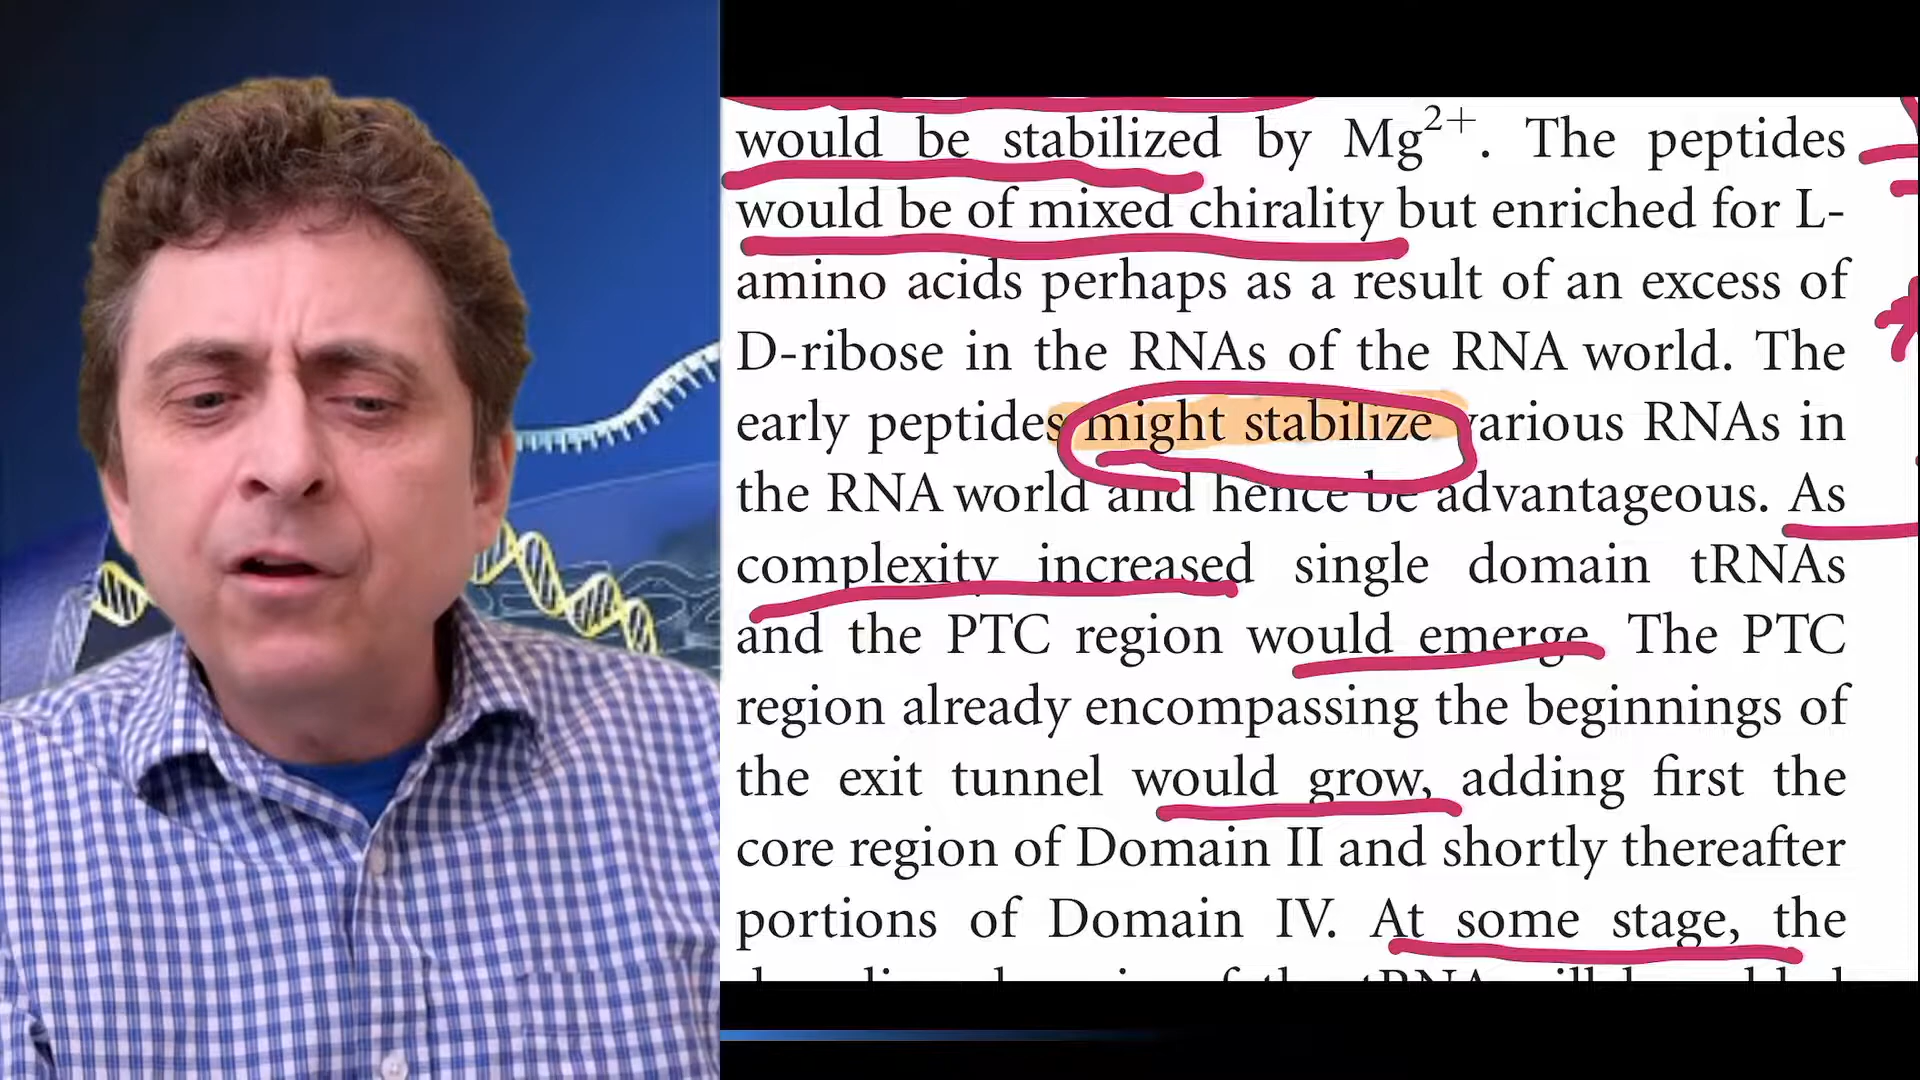 would be stabilized by Mg²⁺. The peptides
would be of mixed chirality but enriched for L-
amino acids perhaps as a result of an excess of
D-ribose in the RNAs of the RNA world. The
early peptides might stabilize various RNAs in
the RNA world and hence be advantageous. As
complexity increased single domain tRNAs
and the PTC region would emerge. The PTC
region already encompassing the beginnings of
the exit tunnel would grow, adding first the
core region of Domain II and shortly thereafter
portions of Domain IV. At some stage, the